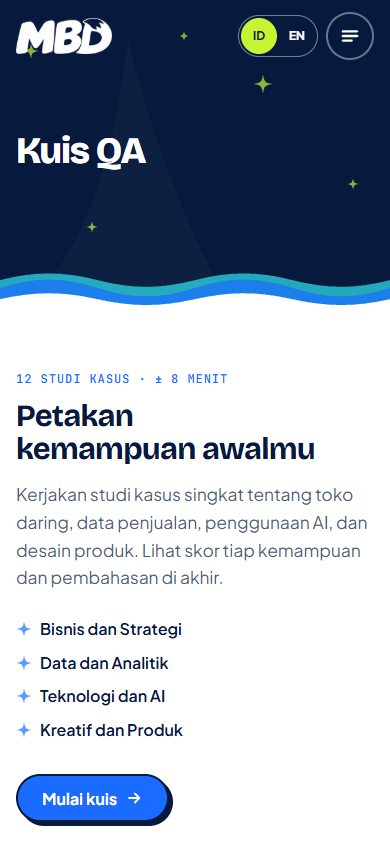 MBD
ID EN
Kuis QA
12 STUDI KASUS · ± 8 MENIT
Petakan
kemampuan awalmu
Kerjakan studi kasus singkat tentang toko
daring, data penjualan, penggunaan AI, dan
desain produk. Lihat skor tiap kemampuan
dan pembahasan di akhir.
Bisnis dan Strategi
Data dan Analitik
Teknologi dan AI
Kreatif dan Produk
Mulai kuis →